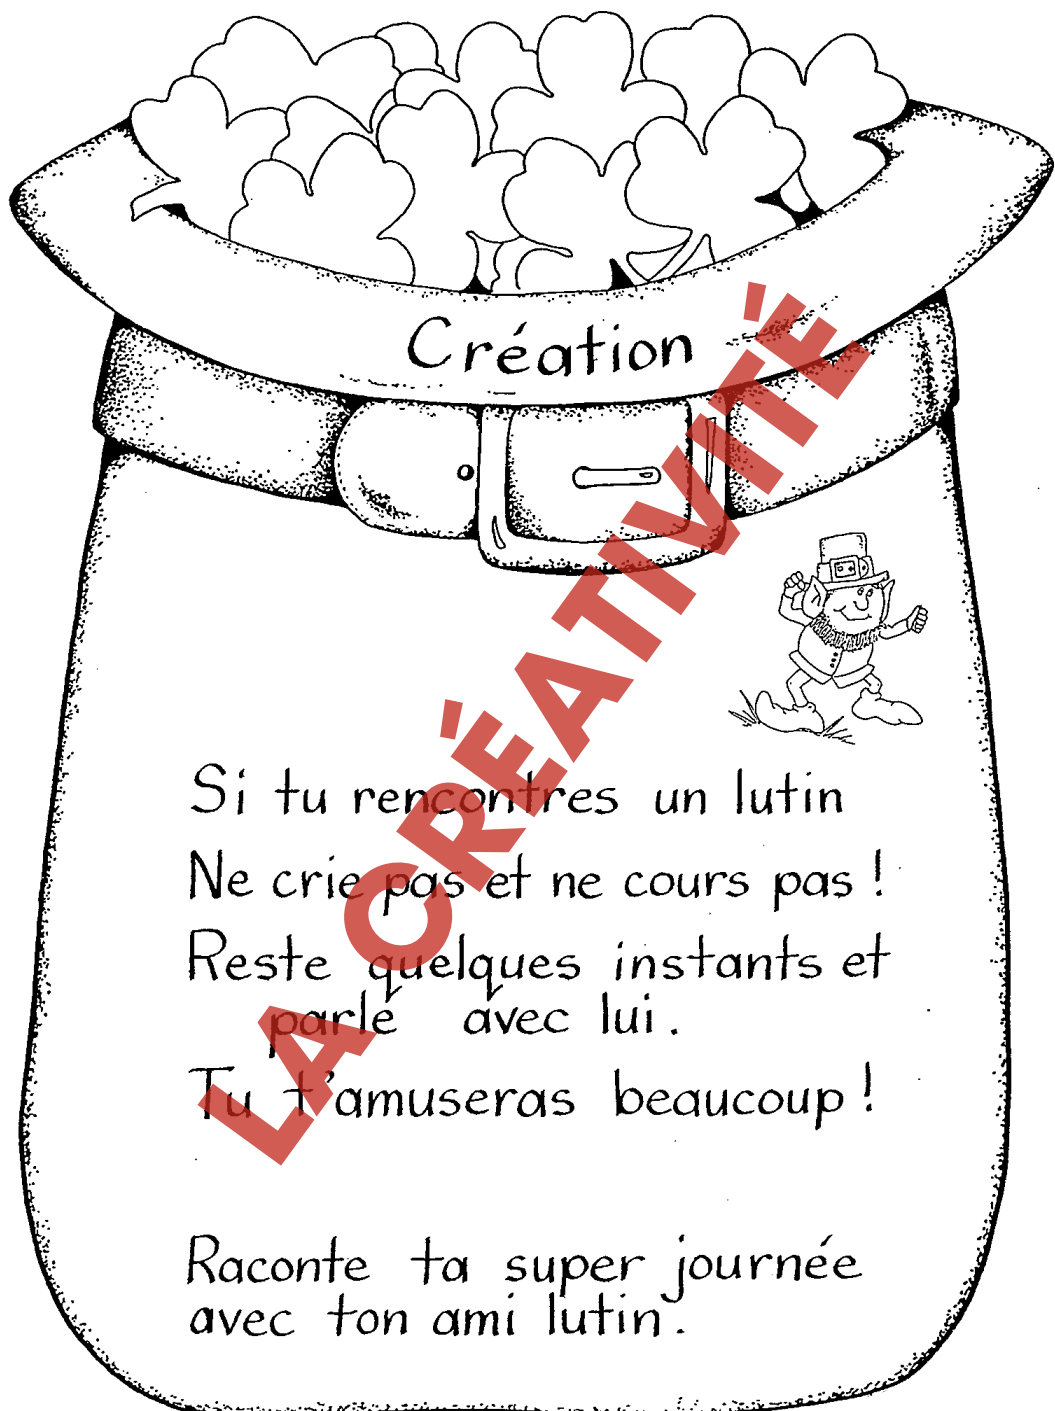 Création
LA CRÉATIVITÉ
Si tu rencontres un lutin
Ne crie pas et ne cours pas !
Reste quelques instants et
parle avec lui.
Tu t'amuseras beaucoup !
Raconte ta super journée
avec ton ami lutin.